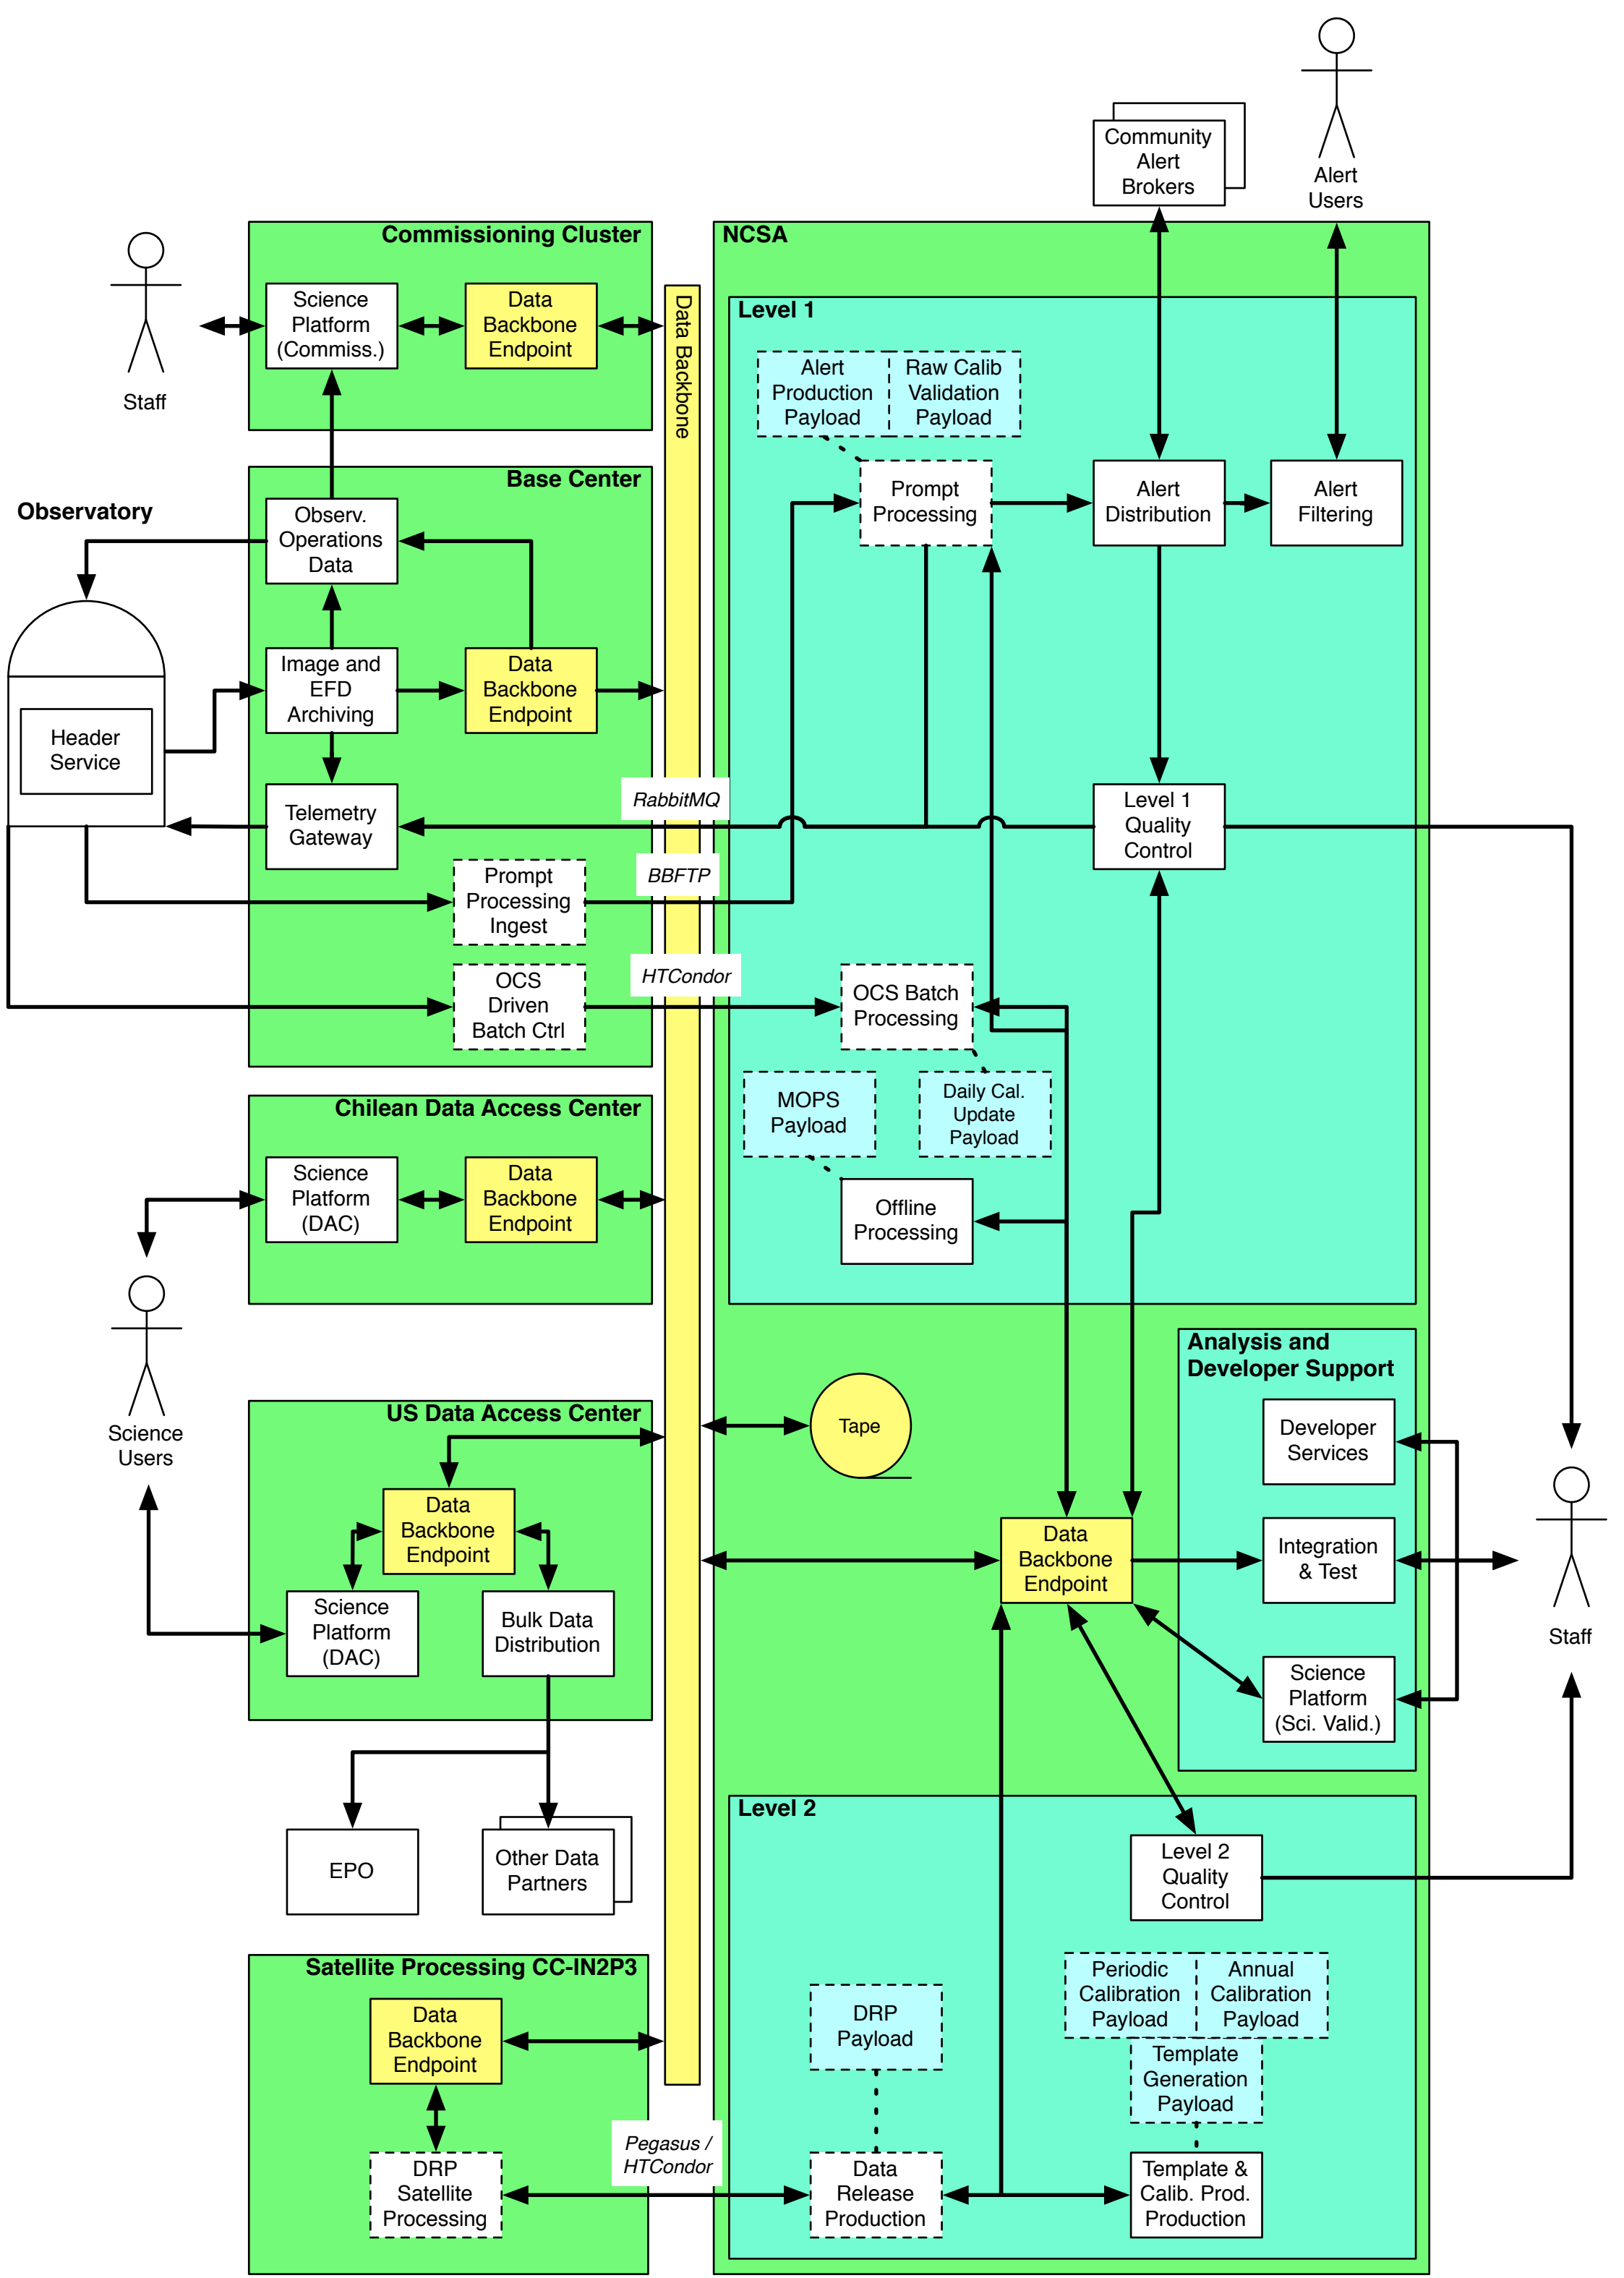 Community
Alert
Brokers
Alert
Users
Commissioning Cluster
Science
Platform
(Commiss.)
Data
Backbone
Endpoint
Staff
Data Backbone
NCSA
Level 1
Alert
Production
Payload
Raw Calib
Validation
Payload
Prompt
Processing
Alert
Distribution
Alert
Filtering
Base Center
Observatory
Observ.
Operations
Data
Image and
EFD
Archiving
Data
Backbone
Endpoint
Header
Service
Telemetry
Gateway
RabbitMQ
Level 1
Quality
Control
Prompt
Processing
Ingest
BBFTP
OCS
Driven
Batch Ctrl
HTCondor
OCS Batch
Processing
MOPS
Payload
Daily Cal.
Update
Payload
Offline
Processing
Chilean Data Access Center
Science
Platform
(DAC)
Data
Backbone
Endpoint
Science
Users
US Data Access Center
Data
Backbone
Endpoint
Science
Platform
(DAC)
Bulk Data
Distribution
EPO
Other Data
Partners
Tape
Data
Backbone
Endpoint
Analysis and
Developer Support
Developer
Services
Integration
& Test
Science
Platform
(Sci. Valid.)
Staff
Level 2
Level 2
Quality
Control
Periodic
Calibration
Payload
Annual
Calibration
Payload
Template
Generation
Payload
DRP
Payload
Data
Release
Production
Template &
Calib. Prod.
Production
Satellite Processing CC-IN2P3
Data
Backbone
Endpoint
DRP
Satellite
Processing
Pegasus /
HTCondor